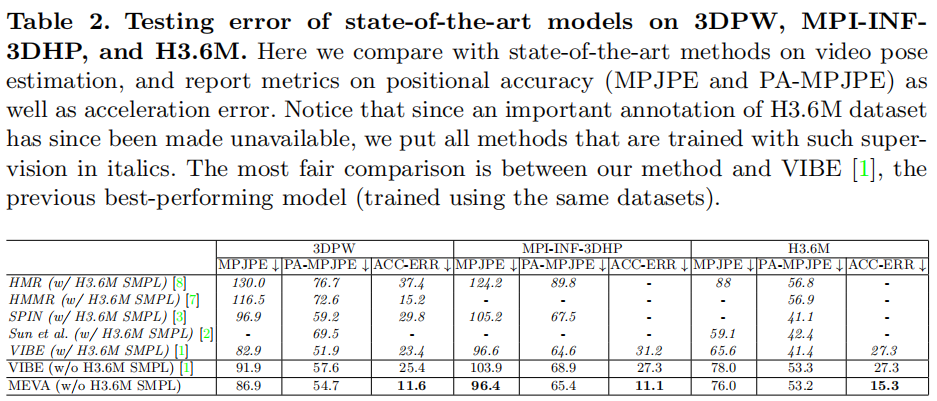 Table 2. Testing error of state-of-the-art models on 3DPW, MPI-INF-
3DHP, and H3.6M. Here we compare with state-of-the-art methods on video pose
estimation, and report metrics on positional accuracy (MPJPE and PA-MPJPE) as
well as acceleration error. Notice that since an important annotation of H3.6M dataset
has since been made unavailable, we put all methods that are trained with such super-
vision in italics. The most fair comparison is between our method and VIBE [1], the
previous best-performing model (trained using the same datasets).
3DPW MPI-INF-3DHP H3.6M
MPJPE ↓ PA-MPJPE ↓ ACC-ERR ↓ MPJPE ↓ PA-MPJPE ↓ ACC-ERR ↓ MPJPE ↓ PA-MPJPE ↓ ACC-ERR ↓
HMR (w/ H3.6M SMPL) [8] 130.0 76.7 37.4 124.2 89.8 - 88 56.8 -
HMMR (w/ H3.6M SMPL) [7] 116.5 72.6 15.2 - - - - 56.9 -
SPIN (w/ H3.6M SMPL) [3] 96.9 59.2 29.8 105.2 67.5 - - 41.1 -
Sun et al. (w/ H3.6M SMPL) [2] - 69.5 - - - - 59.1 42.4 -
VIBE (w/ H3.6M SMPL) [1] 82.9 51.9 23.4 96.6 64.6 31.2 65.6 41.4 27.3
VIBE (w/o H3.6M SMPL) [1] 91.9 57.6 25.4 103.9 68.9 27.3 78.0 53.3 27.3
MEVA (w/o H3.6M SMPL) 86.9 54.7 11.6 96.4 65.4 11.1 76.0 53.2 15.3